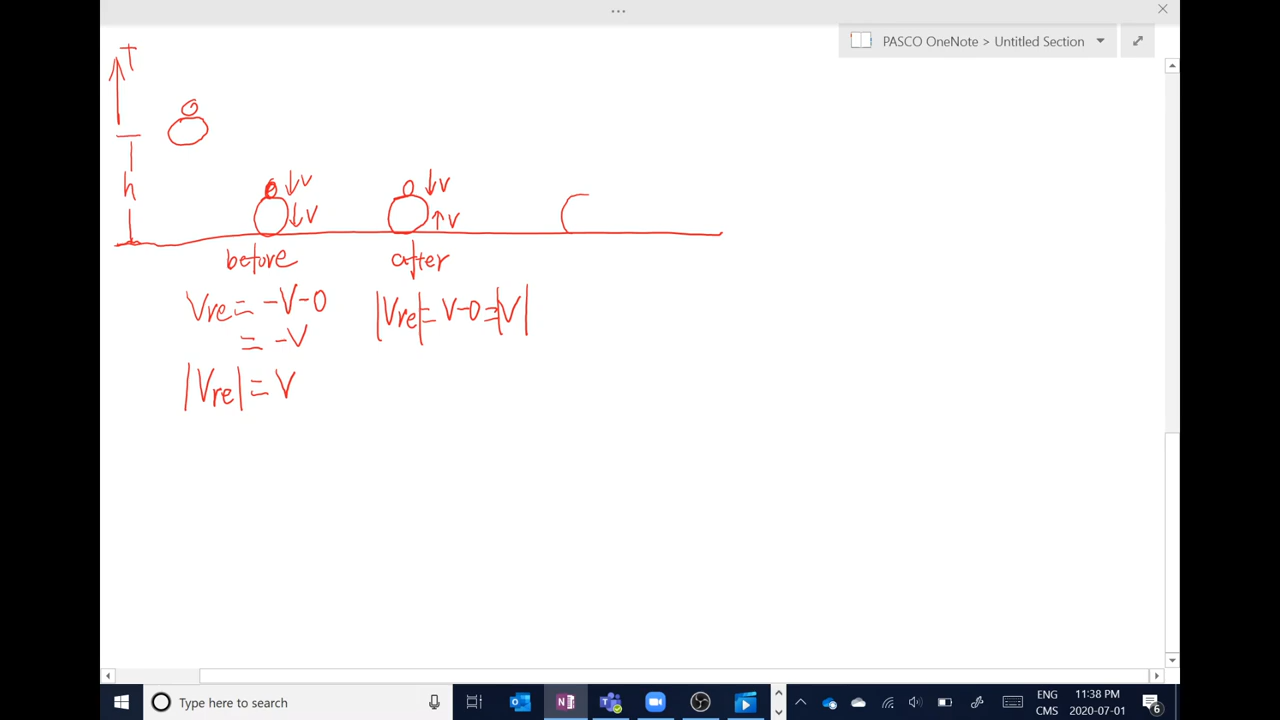 ...
PASCO OneNote > Untitled Section
T
h
↓V
↓V
↓V
↑V
before
after
Vre = -V-0
= -V
|Vre| = V
|Vre| = V-0 = |V|
Type here to search
ENG
CMS
11:38 PM
2020-07-01
6